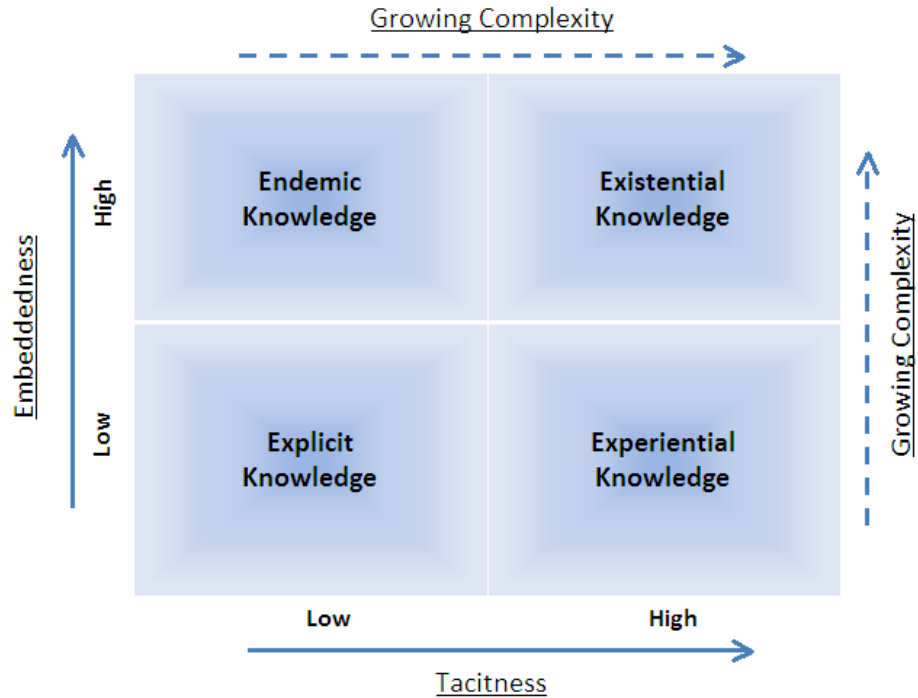 Growing Complexity
Embeddedness
High
Endemic
Knowledge
Existential
Knowledge
Growing Complexity
Low
Explicit
Knowledge
Experiential
Knowledge
Low
High
Tacitness